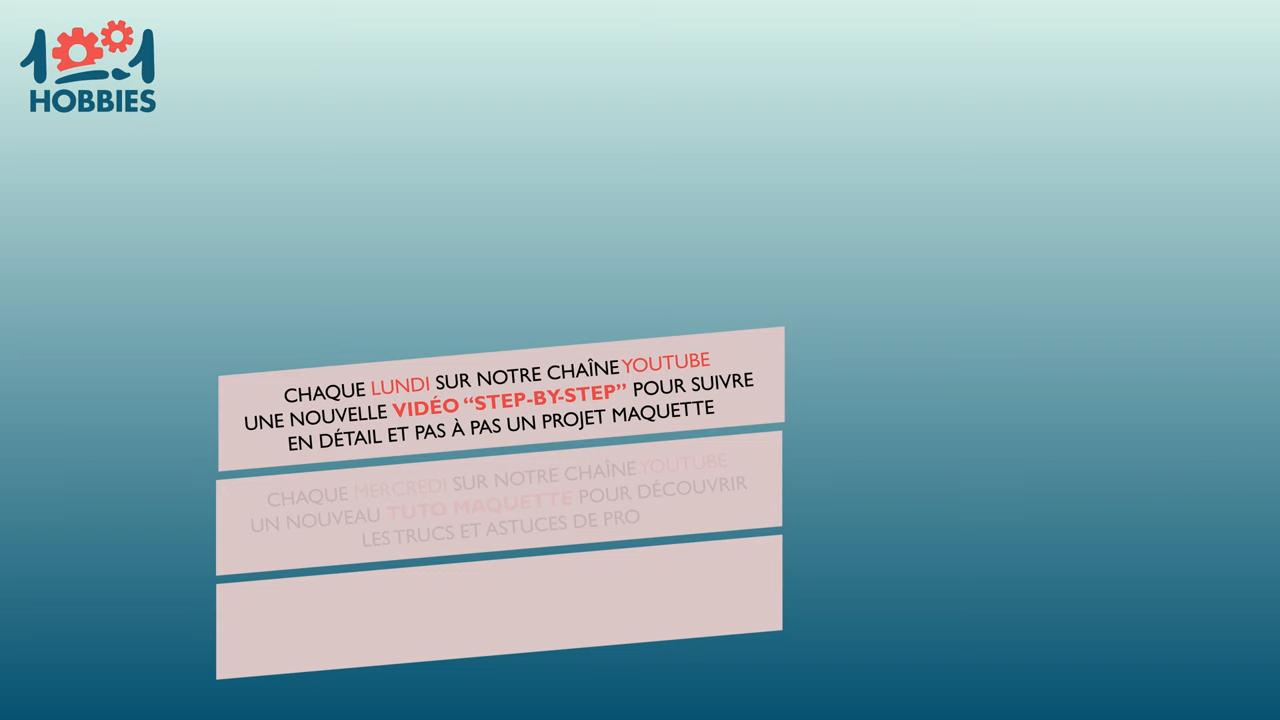 1001
HOBBIES
CHAQUE LUNDI SUR NOTRE CHAÎNE YOUTUBE
UNE NOUVELLE VIDÉO “STEP-BY-STEP” POUR SUIVRE
EN DÉTAIL ET PAS À PAS UN PROJET MAQUETTE
CHAQUE MERCREDI SUR NOTRE CHAÎNE YOUTUBE
UN NOUVEAU TUTO MAQUETTE POUR DÉCOUVRIR
LES TRUCS ET ASTUCES DE PRO